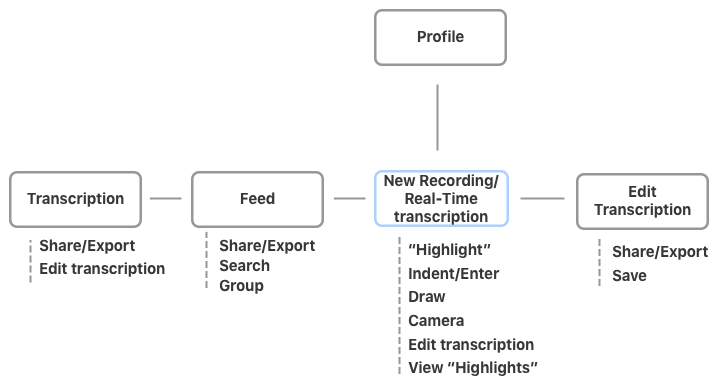 Profile
Transcription
Share/Export
Edit transcription
Feed
Share/Export
Search
Group
New Recording/
Real-Time
transcription
“Highlight”
Indent/Enter
Draw
Camera
Edit transcription
View “Highlights”
Edit
Transcription
Share/Export
Save